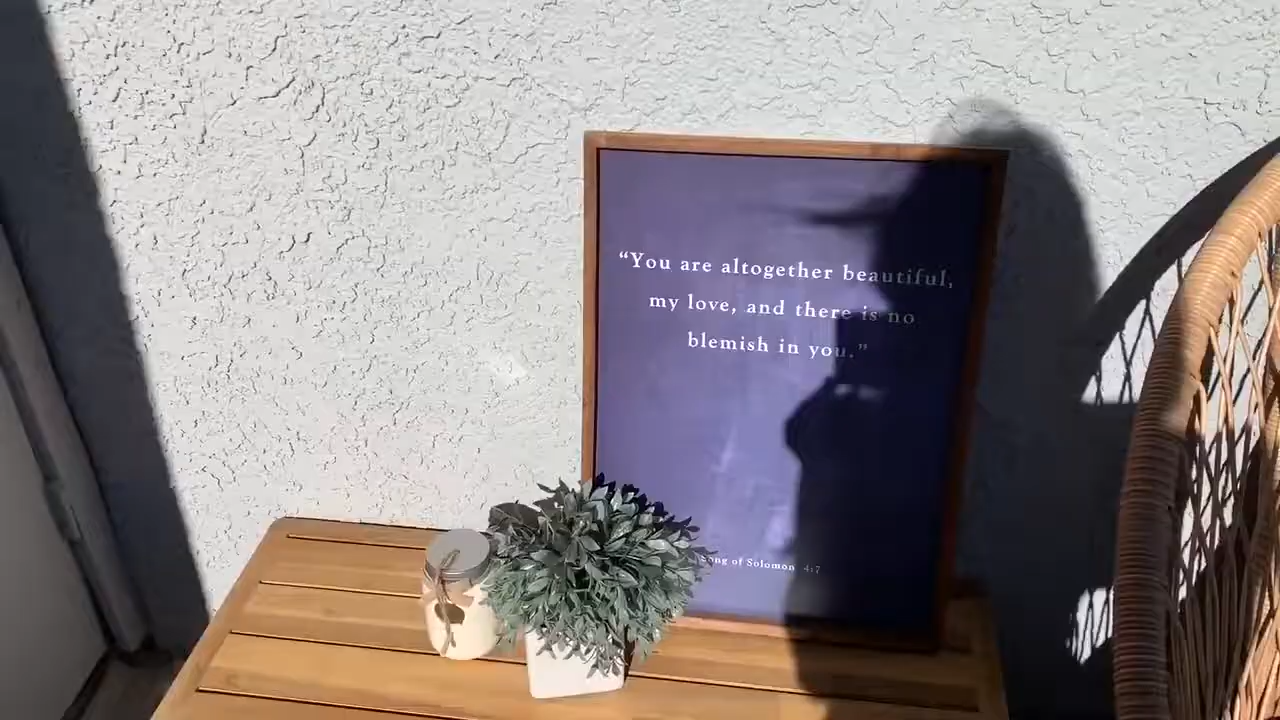 “You are altogether beautiful,
my love, and there is no
blemish in you.”
Song of Solomon 4:7